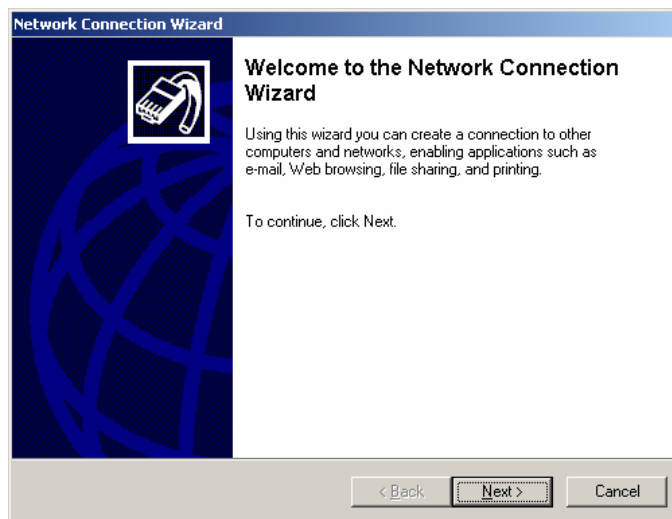 Network Connection Wizard
Welcome to the Network Connection
Wizard
Using this wizard you can create a connection to other
computers and networks, enabling applications such as
e-mail, Web browsing, file sharing, and printing.
To continue, click Next.
< Back Next > Cancel